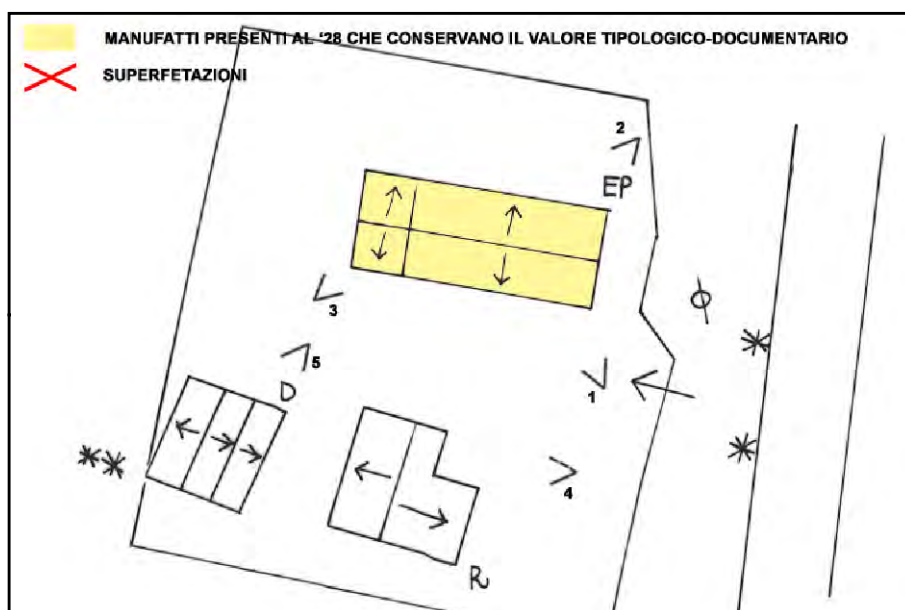 MANUFATTI PRESENTI AL '28 CHE CONSERVANO IL VALORE TIPOLOGICO-DOCUMENTARIO
SUPERFETAZIONI
2
EP
3
5
D
1
4
R